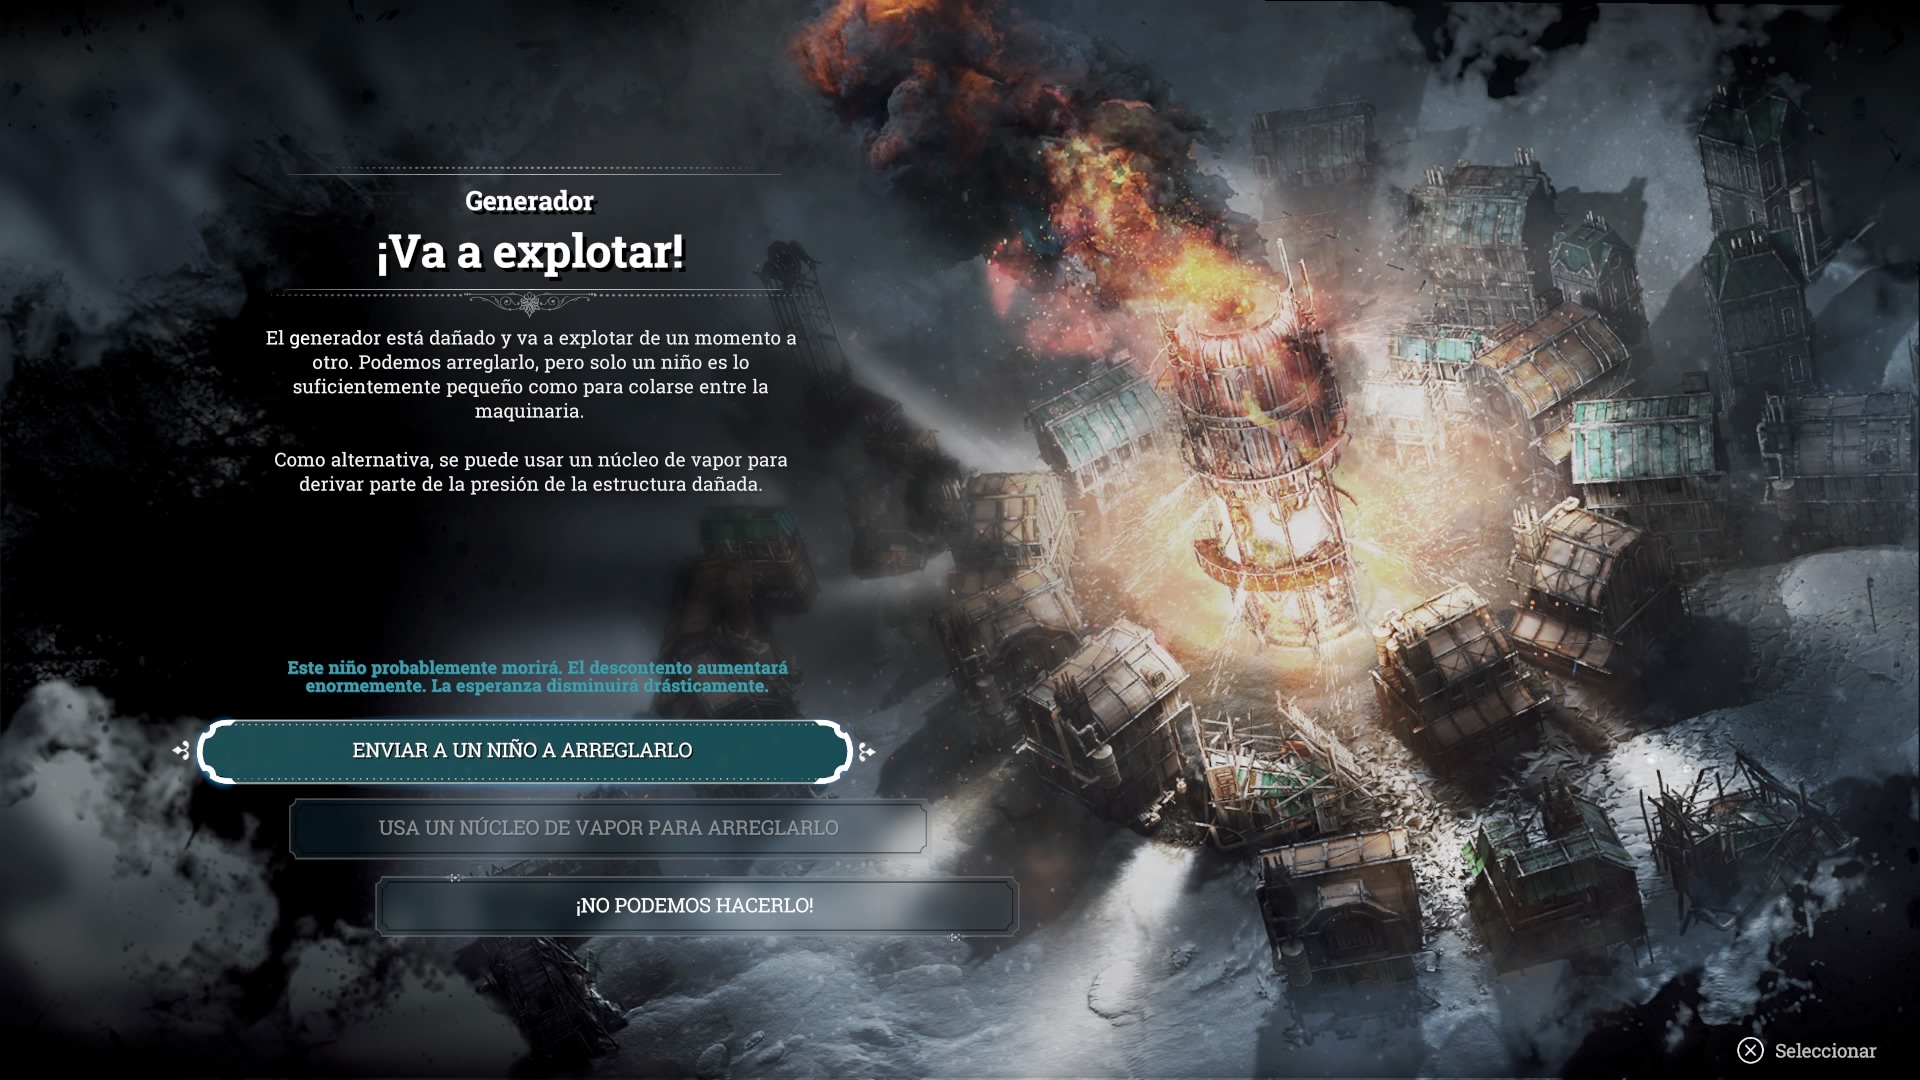 Generador
¡Va a explotar!
El generador está dañado y va a explotar de un momento a
otro. Podemos arreglarlo, pero solo un niño es lo
suficientemente pequeño como para colarse entre la
maquinaria.
Como alternativa, se puede usar un núcleo de vapor para
derivar parte de la presión de la estructura dañada.
Este niño probablemente morirá. El descontento aumentará
enormemente. La esperanza disminuirá drásticamente.
ENVIAR A UN NIÑO A ARREGLARLO
USA UN NÚCLEO DE VAPOR PARA ARREGLARLO
¡NO PODEMOS HACERLO!
Seleccionar